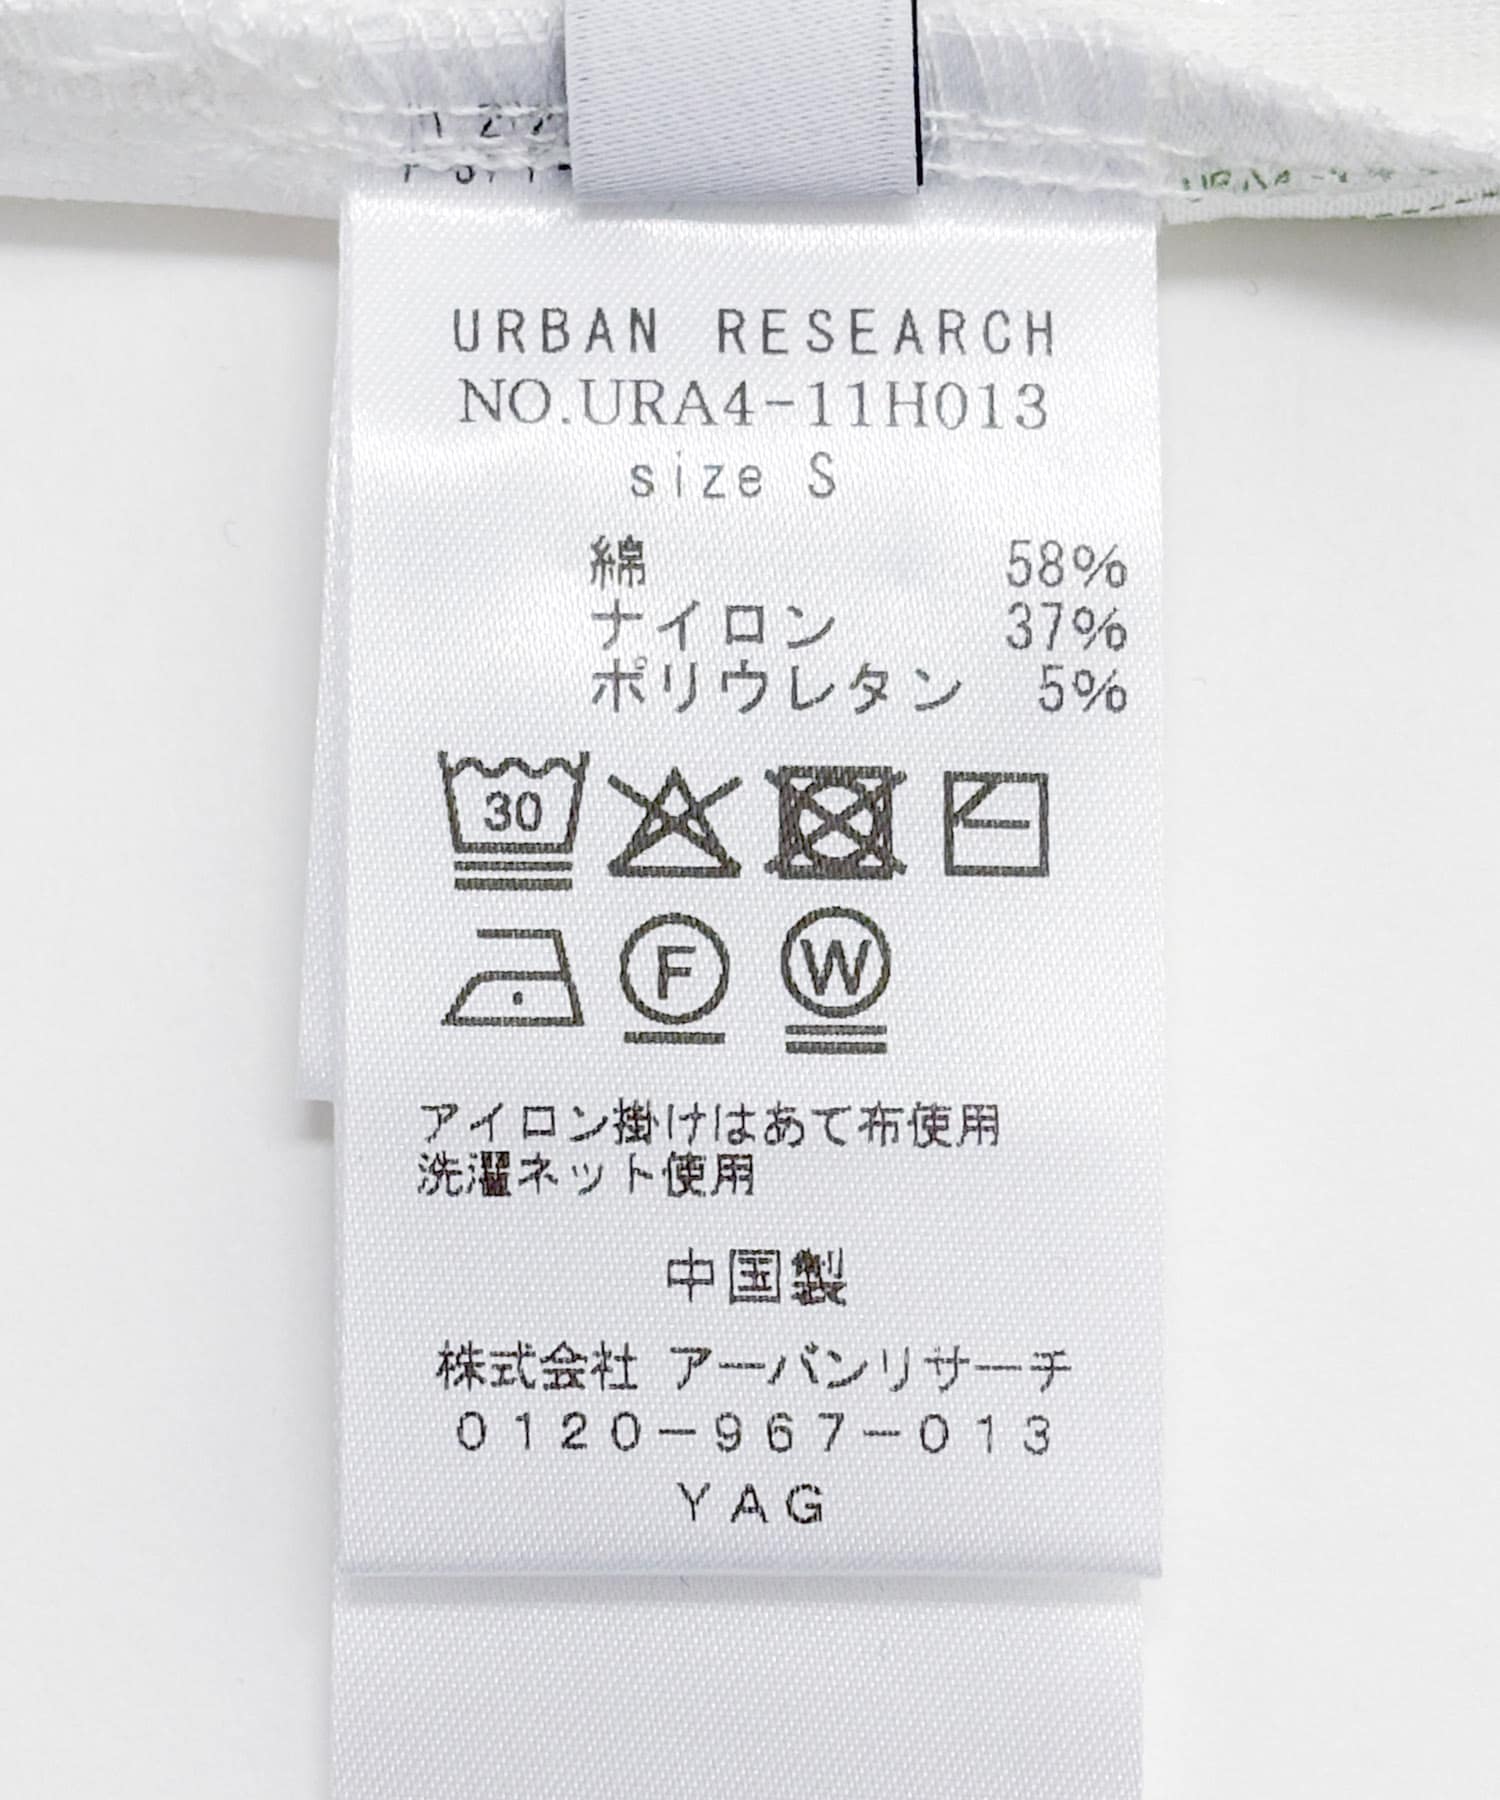 URBAN RESEARCH
NO.URA4-11H013
size S
綿 58%
ナイロン 37%
ポリウレタン 5%
30
F W
アイロン掛けはあて布使用
洗濯ネット使用
中国製
株式会社 アーバンリサーチ
0120-967-013
YAG